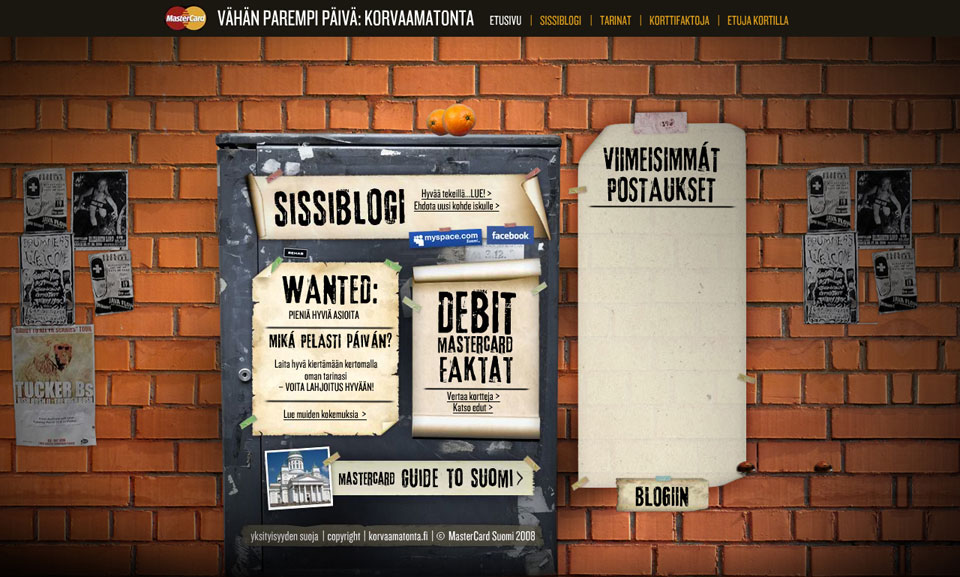 MasterCard
VÄHÄN PAREMPI PÄIVÄ: KORVAAMATONTA
ETUSIVU | SISSIBLOGI | TARINAT | KORTTIFAKTOJA | ETUJA KORTILLA
SISSIBLOGI
Hyvää tekeillä...LUE! >
Ehdota uusi kohde iskulle >
myspace.com
facebook
WANTED:
PIENIÄ HYVIÄ ASIOITA
MIKÄ PELASTI PÄIVÄN?
Laita hyvä kiertämään kertomalla
oman tarinasi
– VOITA LAHJOITUS HYVÄÄN!
Lue muiden kokemuksia >
DEBIT
MASTERCARD
FAKTAT
Vertaa kortteja >
Katso edut >
MASTERCARD GUIDE TO SUOMI >
yksityisyyden suoja | copyright | korvaamatonta.fi | © MasterCard Suomi 2008
VIIMEISIMMÄT
POSTAUKSET
BLOGIIN
TUCKER BS
WELCOME
WELCOME